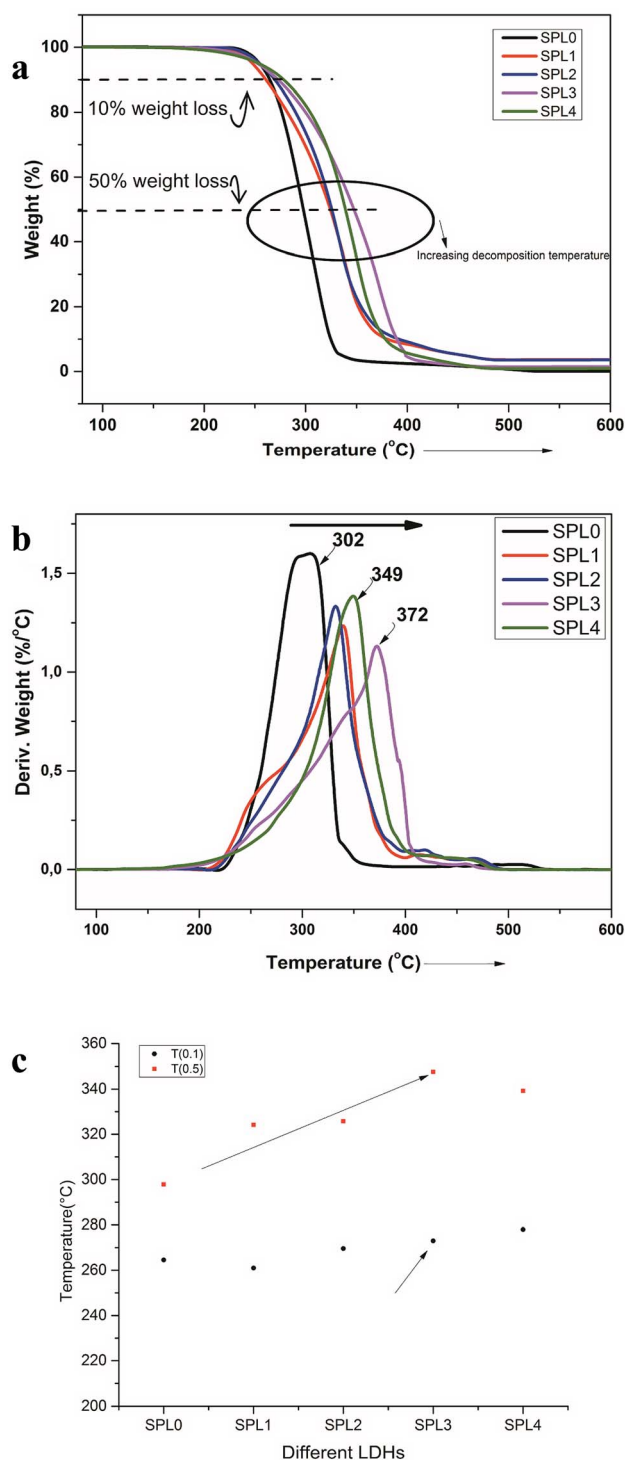 a
SPL0
SPL1
SPL2
SPL3
SPL4
10% weight loss
50% weight loss
Increasing decomposition temperature
Weight (%)
100
80
60
40
20
0
100
200
300
400
500
600
Temperature (°C)
b
302
349
372
SPL0
SPL1
SPL2
SPL3
SPL4
Deriv. Weight (%/°C)
1,5
1,0
0,5
0,0
100
200
300
400
500
600
Temperature (°C)
c
T(0.1)
T(0.5)
Temperature(°C)
360
340
320
300
280
260
240
220
200
SPL0
SPL1
SPL2
SPL3
SPL4
Different LDHs